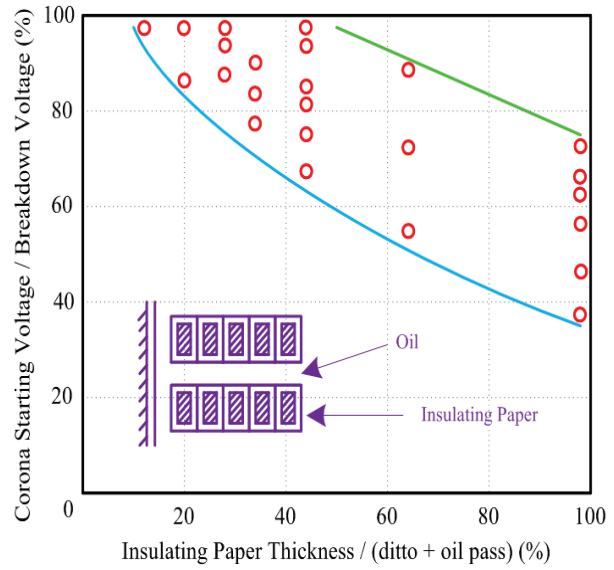 Corona Starting Voltage / Breakdown Voltage (%)
100
80
60
40
20
0
Oil
Insulating Paper
20
40
60
80
100
Insulating Paper Thickness / (ditto + oil pass) (%)